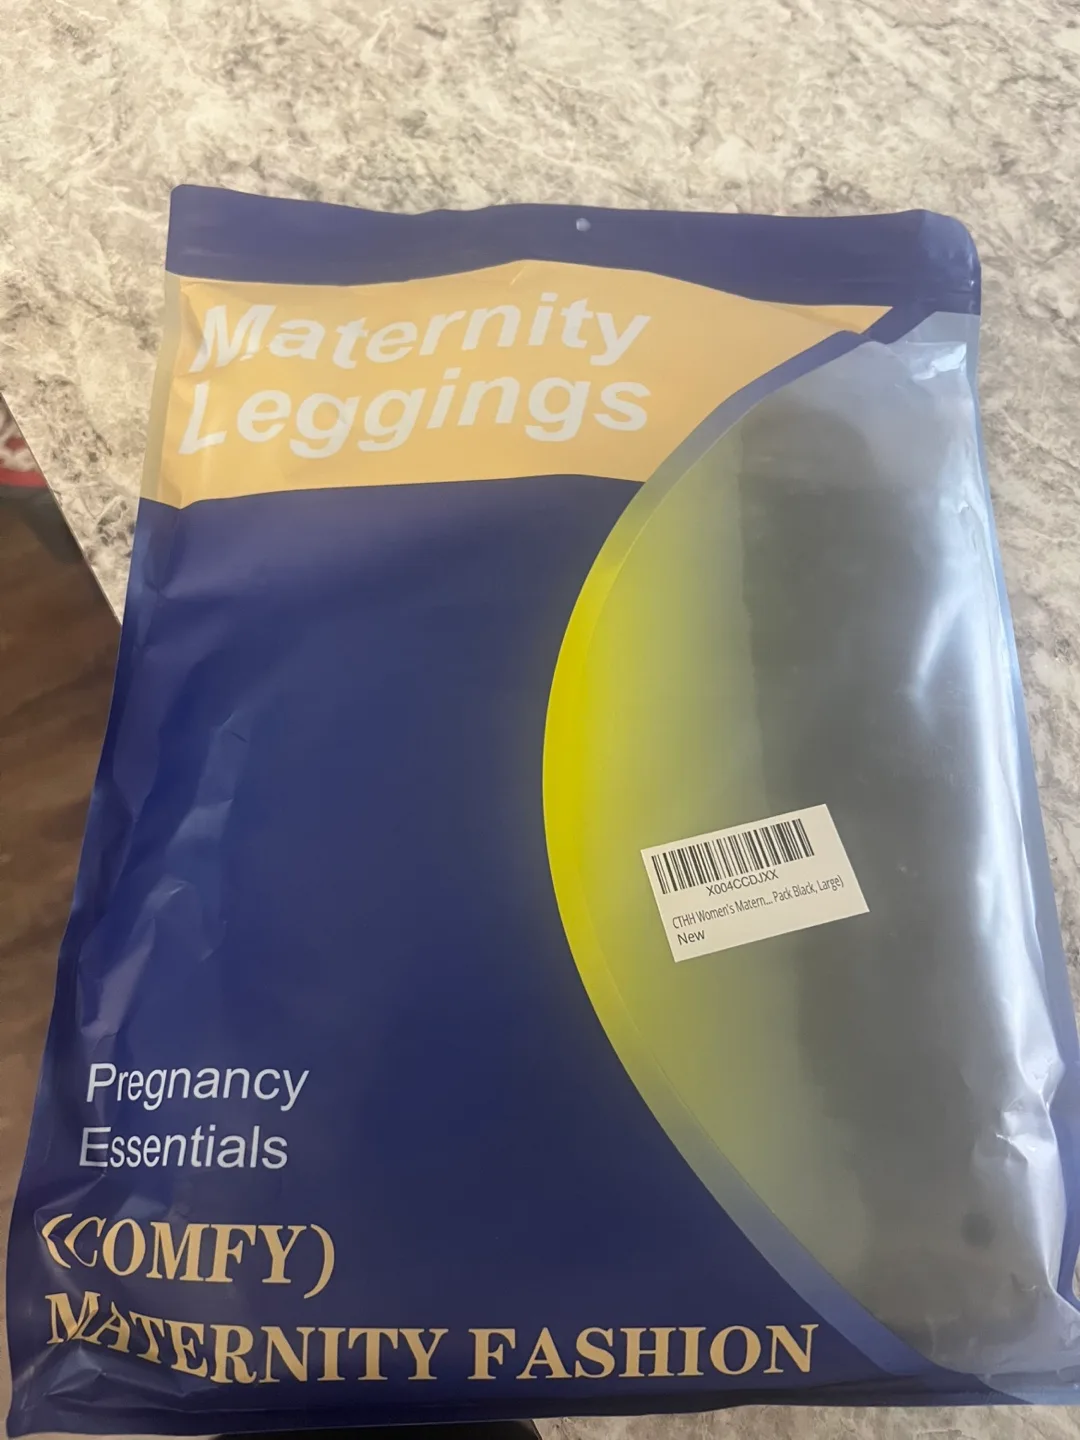 Maternity
Leggings
X004CCDJXX
CTHH Women's Matern... Pack Black, Large)
New
Pregnancy
Essentials
(COMFY)
MATERNITY FASHION